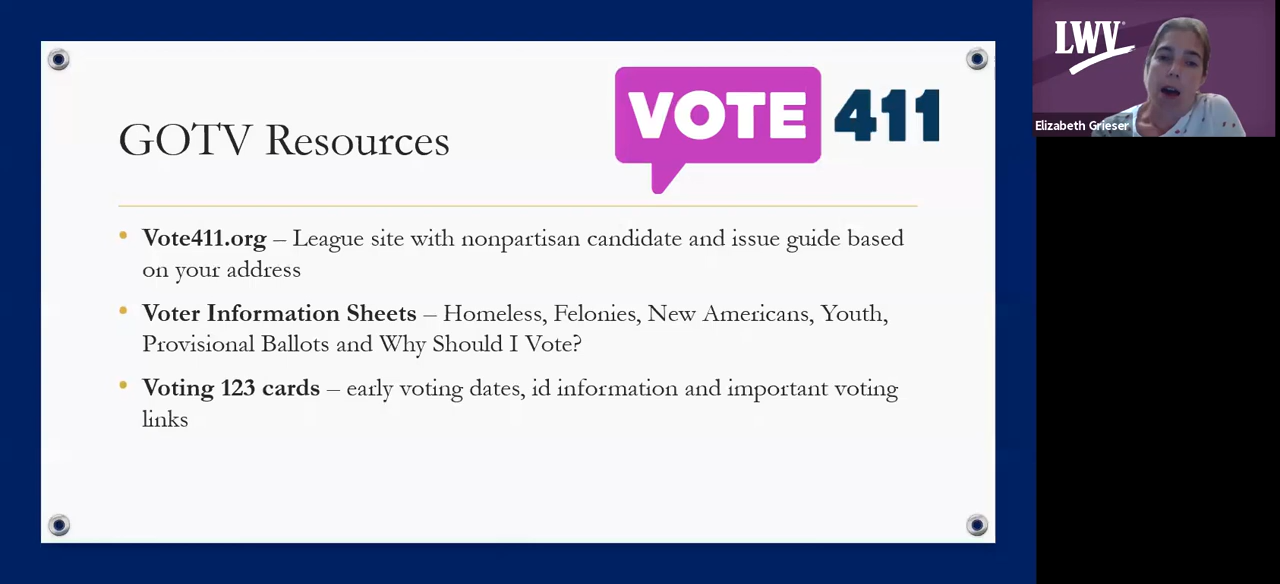 GOTV Resources
VOTE 411
Vote411.org – League site with nonpartisan candidate and issue guide based
on your address
Voter Information Sheets – Homeless, Felonies, New Americans, Youth,
Provisional Ballots and Why Should I Vote?
Voting 123 cards – early voting dates, id information and important voting
links
LWV
Elizabeth Grieser